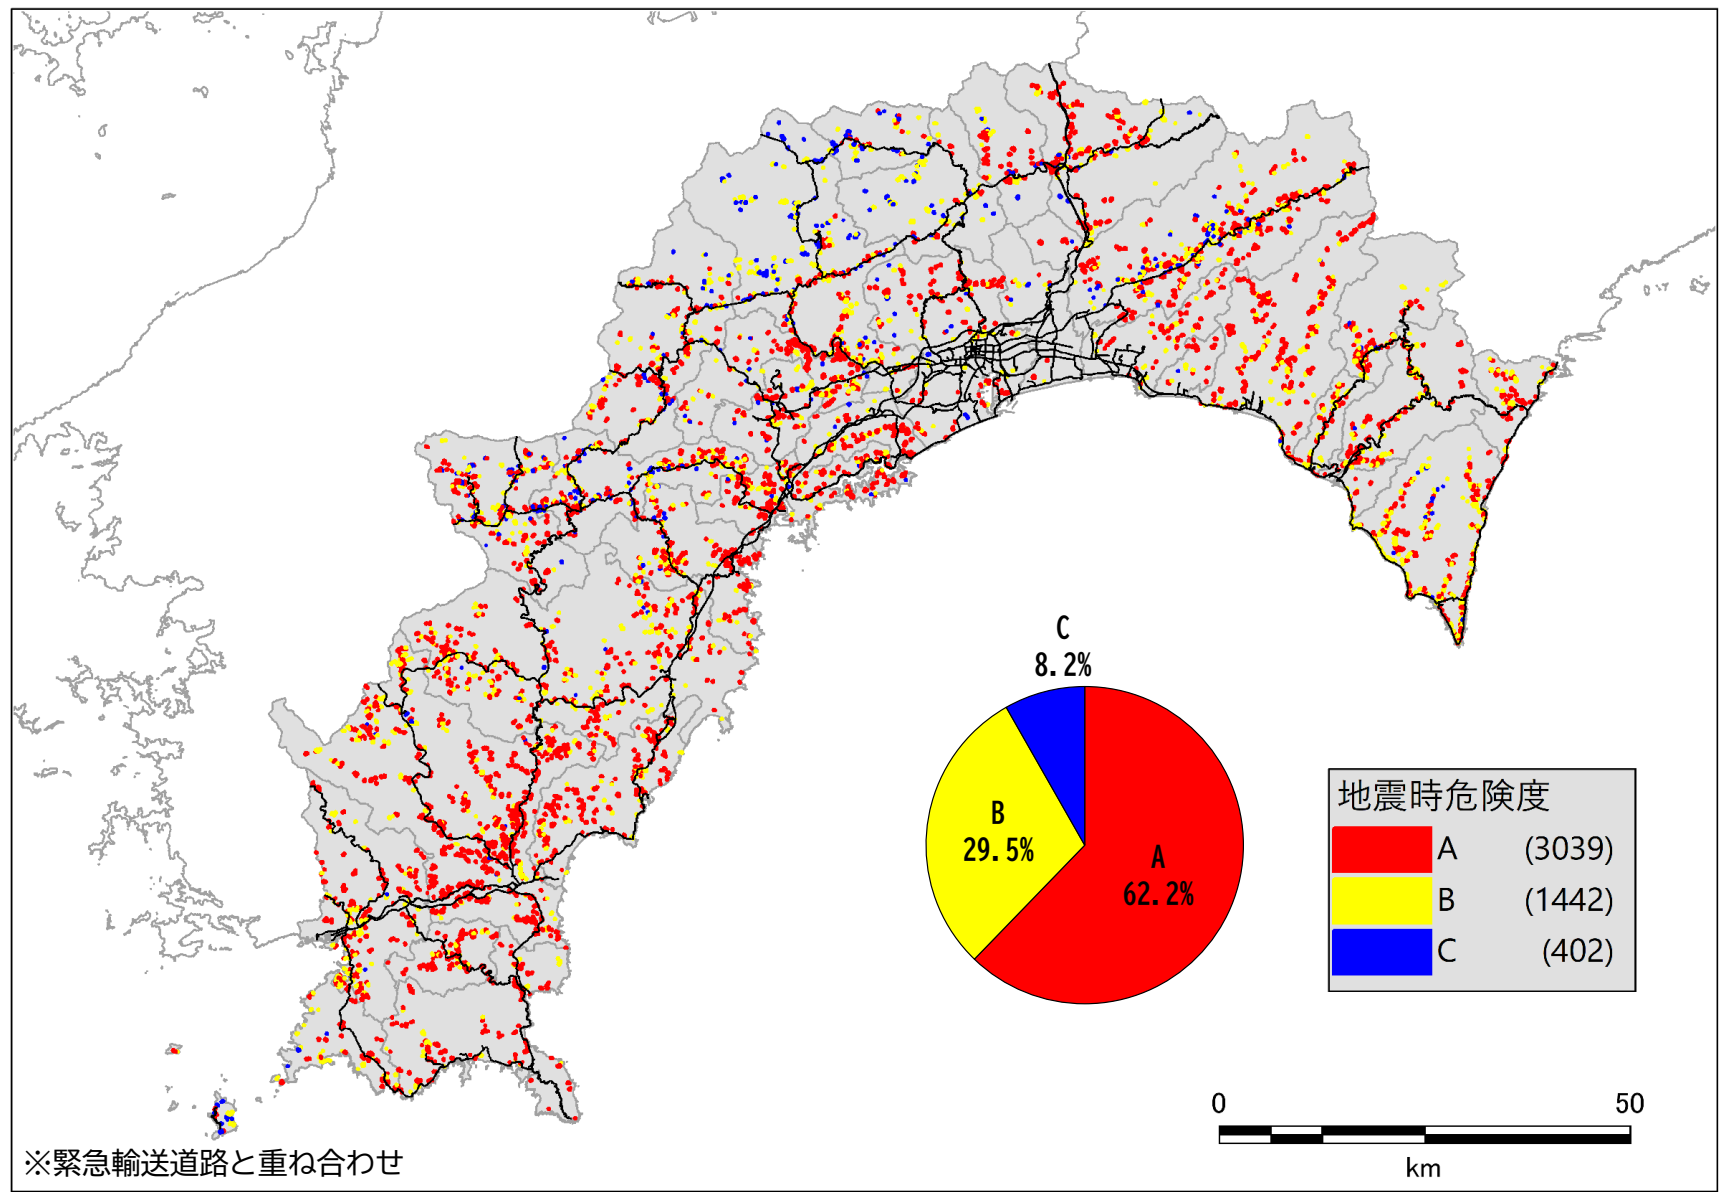 C
8.2%
B
29.5%
A
62.2%
地震時危険度
A (3039)
B (1442)
C (402)
0 50
km
※緊急輸送道路と重ね合わせ